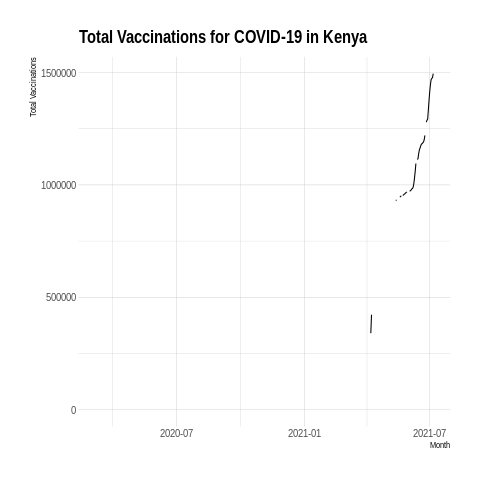 Total Vaccinations for COVID-19 in Kenya
Total Vaccinations
1500000
1000000
500000
0
2020-07
2021-01
2021-07
Month